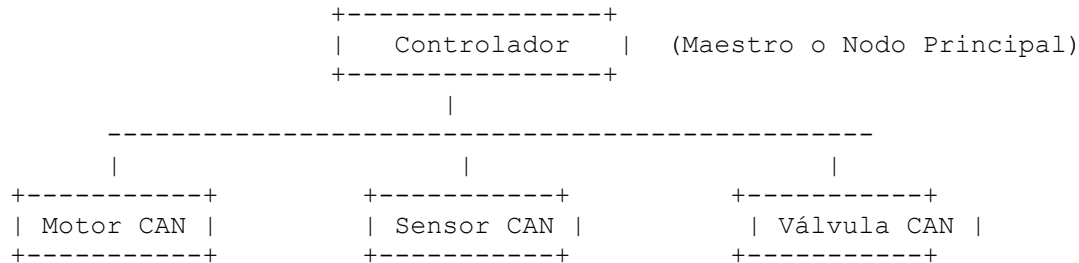 Controlador (Maestro o Nodo Principal)
Motor CAN Sensor CAN Válvula CAN